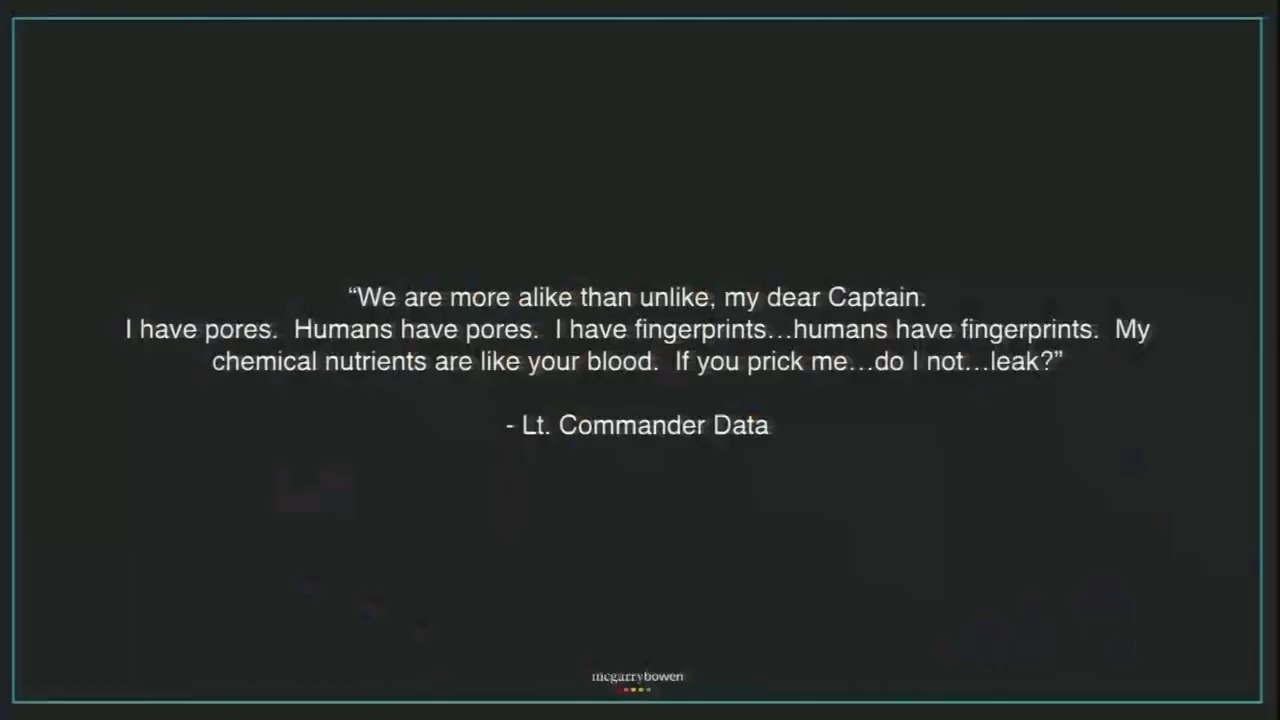 “We are more alike than unlike, my dear Captain.
I have pores.  Humans have pores.  I have fingerprints…humans have fingerprints.  My
chemical nutrients are like your blood.  If you prick me…do I not…leak?”
- Lt. Commander Data
mcgarrybowen